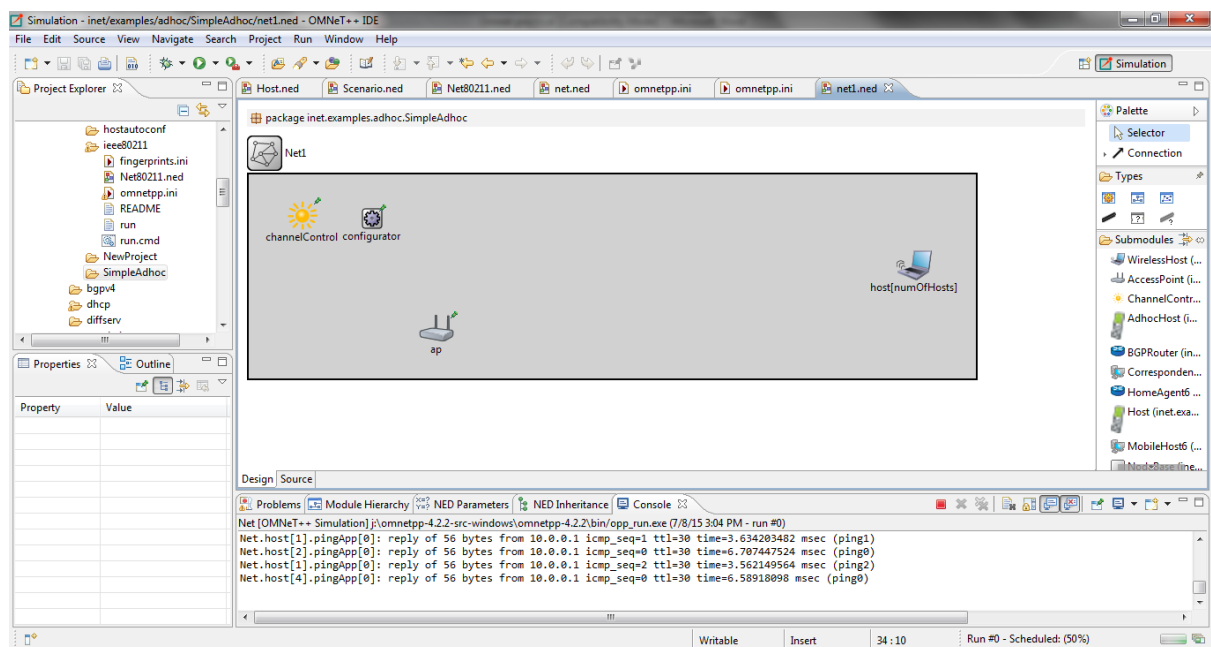 Simulation - inet/examples/adhoc/SimpleAdhoc/net1.ned - OMNeT++ IDE
File Edit Source View Navigate Search Project Run Window Help
Simulation
Project Explorer
Host.ned Scenario.ned Net80211.ned net.ned omnetpp.ini omnetpp.ini net1.ned
hostautoconf
ieee80211
fingerprints.ini
Net80211.ned
omnetpp.ini
README
run
run.cmd
NewProject
SimpleAdhoc
bgpv4
dhcp
diffserv
Properties Outline
Property Value
package inet.examples.adhoc.SimpleAdhoc
Net1
channelControl configurator
host[numOfHosts]
ap
Design Source
Palette
Selector
Connection
Types
Submodules
WirelessHost (...
AccessPoint (i...
ChannelContr...
AdhocHost (i...
BGPRouter (in...
Corresponden...
HomeAgent6 ...
Host (inet.exa...
MobileHost6 (...
NodeBase (ine...
Problems Module Hierarchy NED Parameters NED Inheritance Console
Net [OMNeT++ Simulation] j:\omnetpp-4.2.2-src-windows\omnetpp-4.2.2\bin/opp_run.exe (7/8/15 3:04 PM - run #0)
Net.host[1].pingApp[0]: reply of 56 bytes from 10.0.0.1 icmp_seq=1 ttl=30 time=3.634203482 msec (ping1)
Net.host[2].pingApp[0]: reply of 56 bytes from 10.0.0.1 icmp_seq=0 ttl=30 time=6.707447524 msec (ping0)
Net.host[1].pingApp[0]: reply of 56 bytes from 10.0.0.1 icmp_seq=2 ttl=30 time=3.562149564 msec (ping2)
Net.host[4].pingApp[0]: reply of 56 bytes from 10.0.0.1 icmp_seq=0 ttl=30 time=6.58918098 msec (ping0)
Writable Insert 34 : 10 Run #0 - Scheduled: (50%)